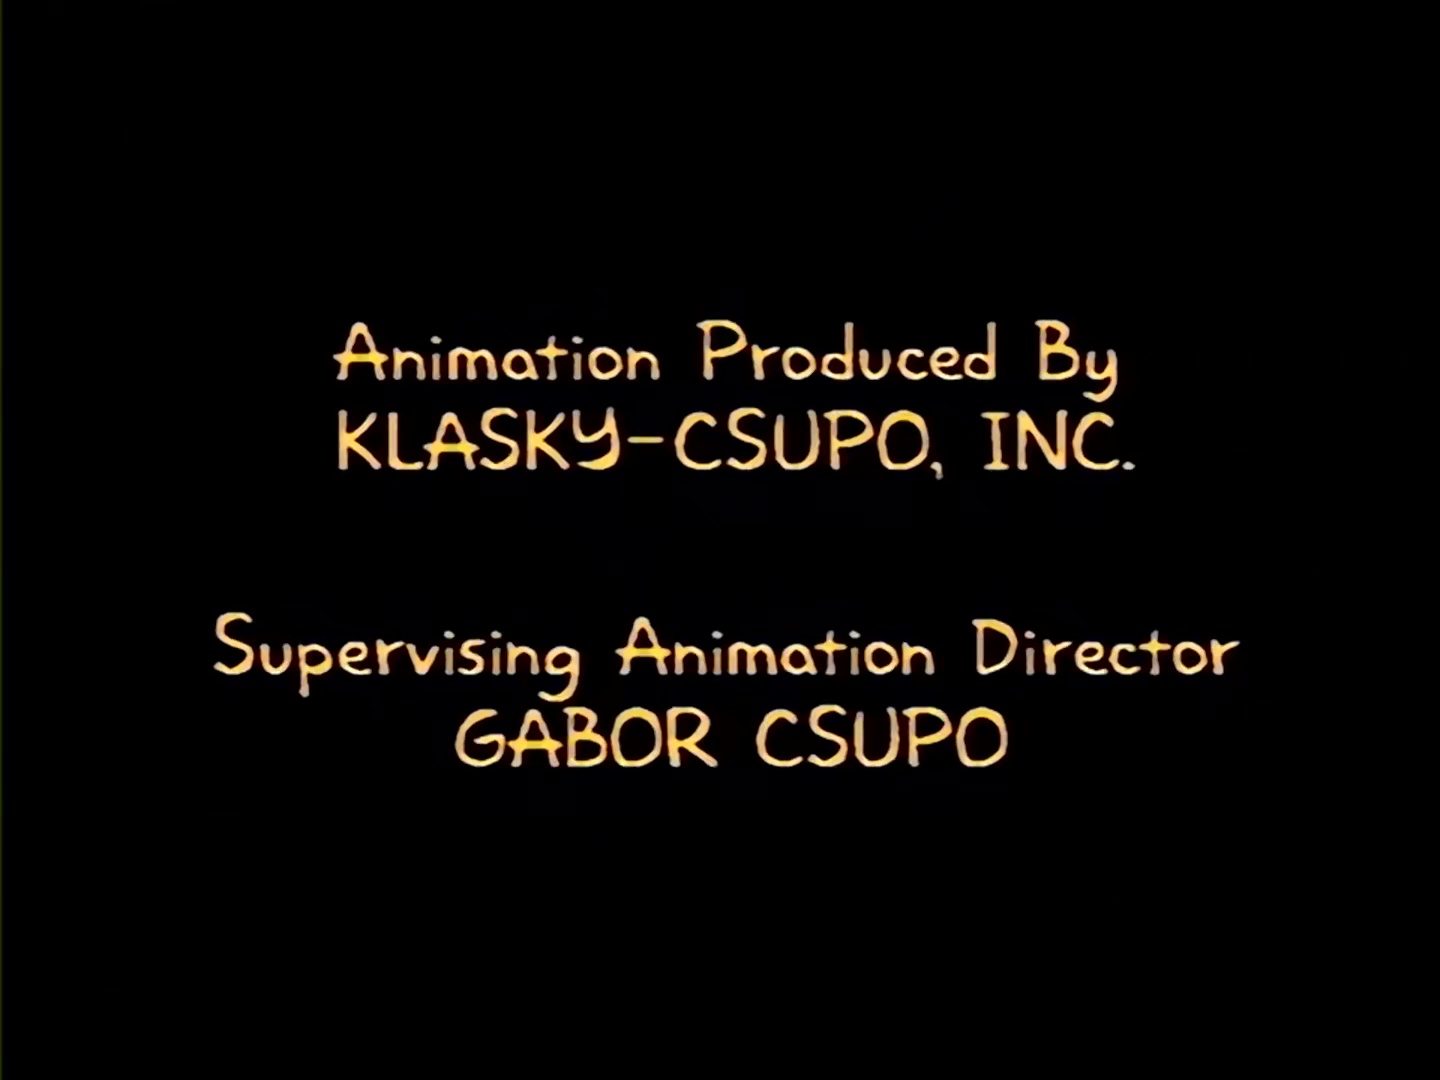 Animation Produced By
KLASKY-CSUPO, INC.
Supervising Animation Director
GABOR CSUPO